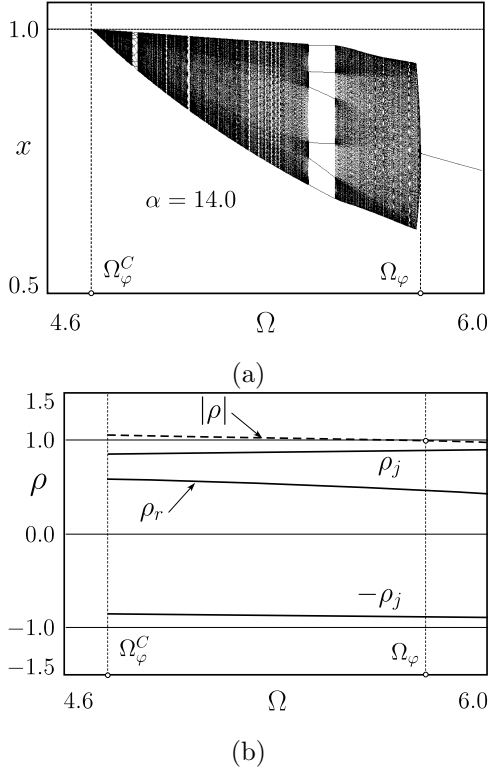 1.0
x
α = 14.0
Ω_φ^C
Ω_φ
0.5
4.6
Ω
6.0
(a)
1.5
|ρ|
1.0
ρ_j
ρ
ρ_r
0.0
−ρ_j
−1.0
Ω_φ^C
Ω_φ
−1.5
4.6
Ω
6.0
(b)